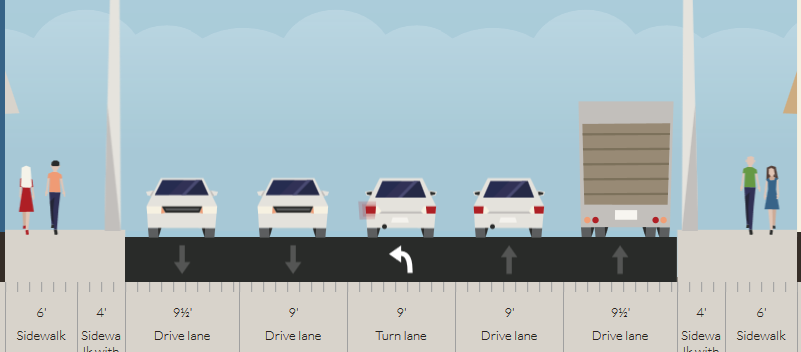 6' 4' 9½' 9' 9' 9' 9½' 4' 6'
Sidewalk Sidewa Drive lane Drive lane Turn lane Drive lane Drive lane Sidewa Sidewalk
lk with lk with